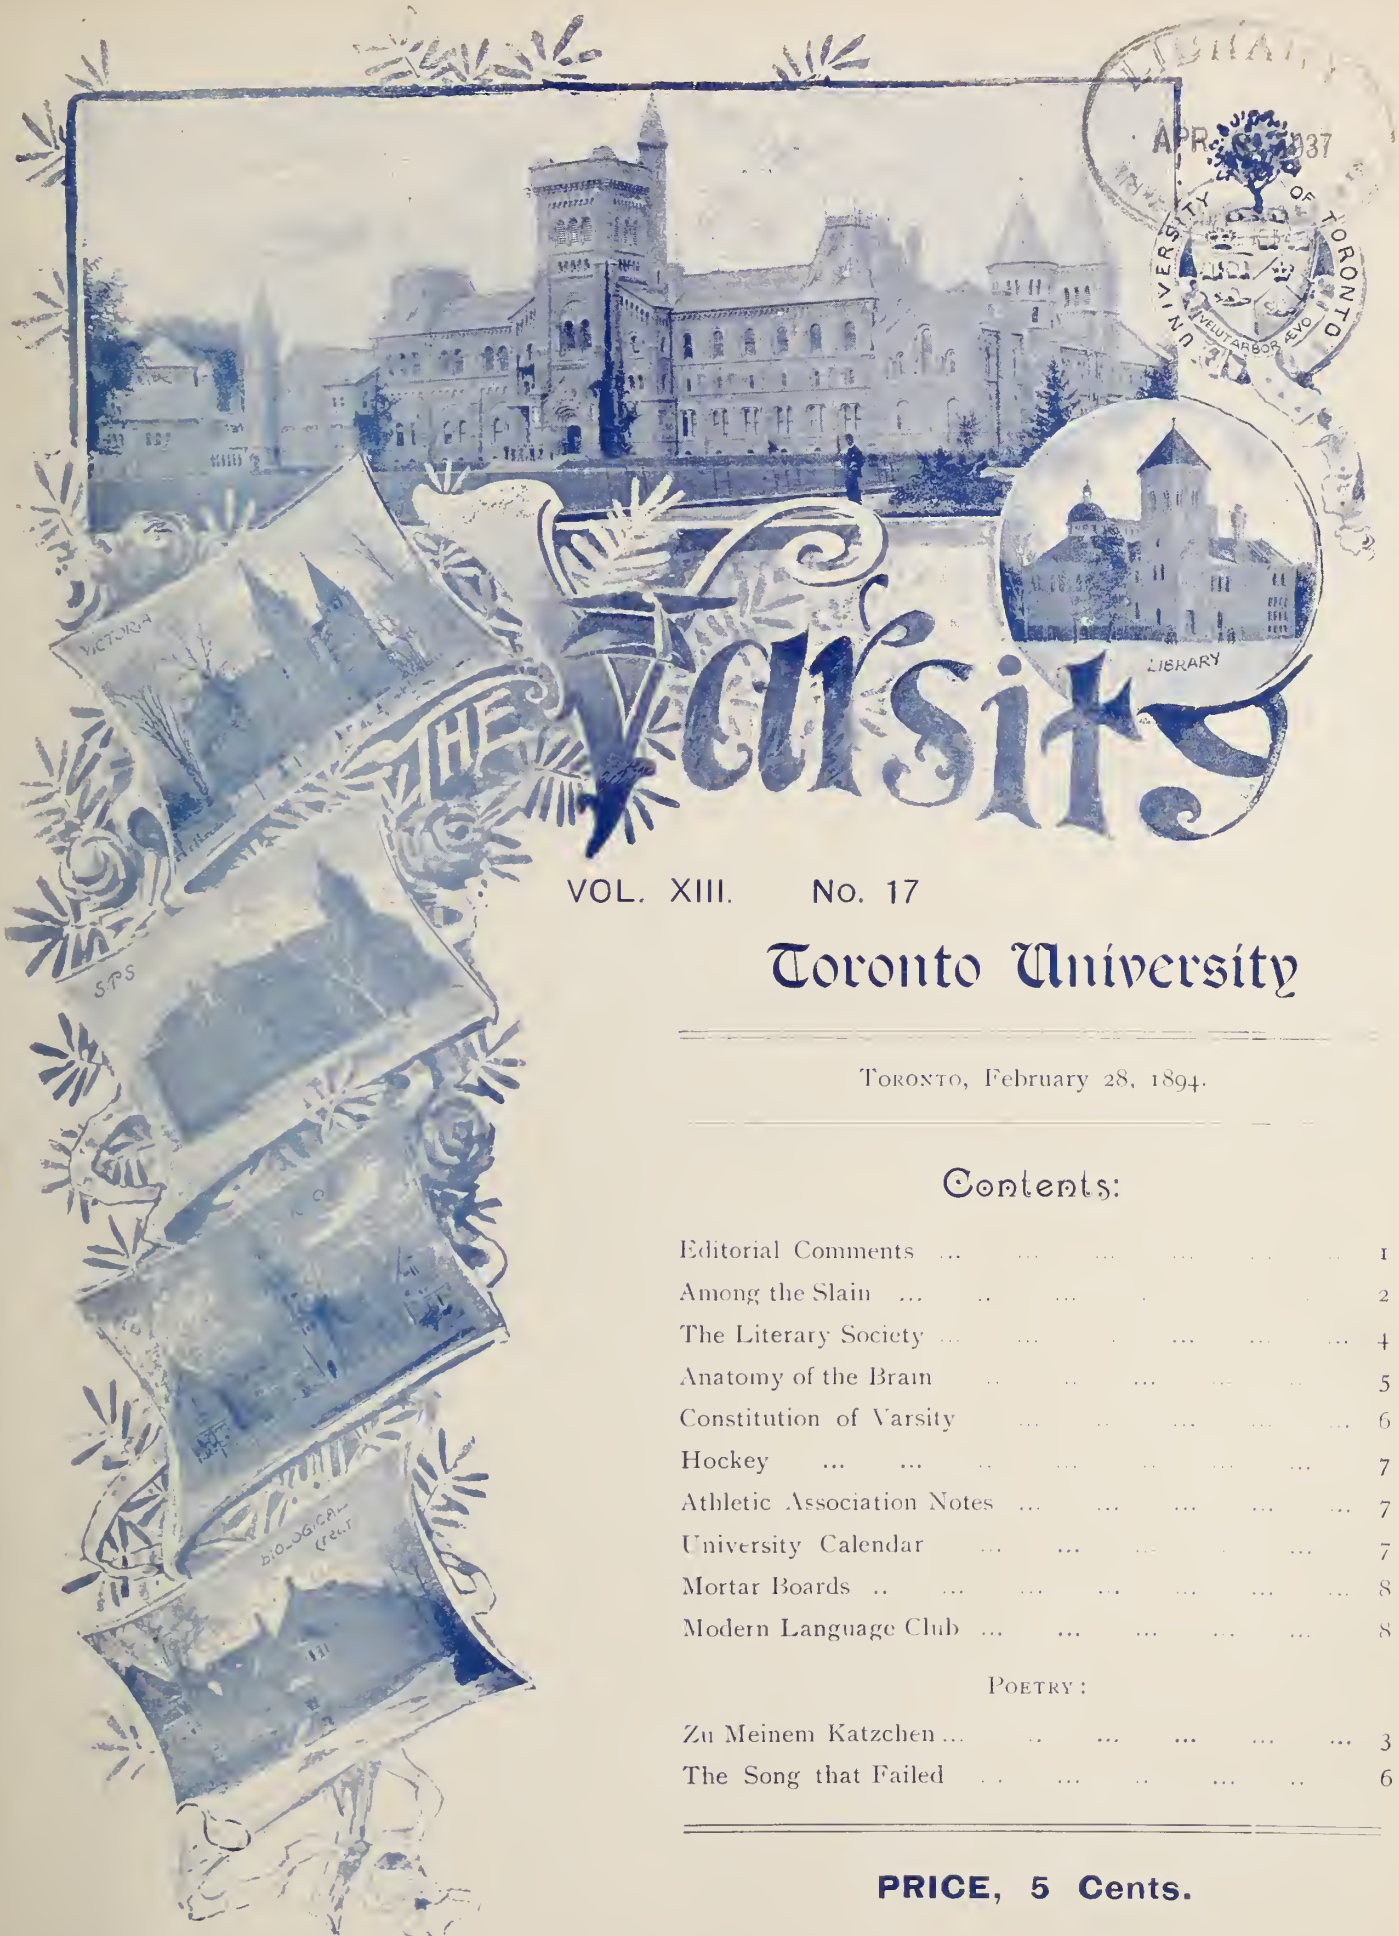 LIBRARY
APR 1937
UNIVERSITY OF TORONTO
VELUT ARBOR ÆVO
VICTORIA
LIBRARY
THE
Varsity
S.P.S
VOL. XIII. No. 17
Toronto University
TORONTO, February 28, 1894.
Contents:
Editorial Comments ... ... ... ... 1
Among the Slain ... .. ... 2
The Literary Society ... ... ... ... ... 4
Anatomy of the Brain .. .. ... ... .. 5
Constitution of Varsity ... .. ... ... ... 6
Hockey ... ... .. ... .. ... ... 7
Athletic Association Notes ... ... ... ... ... 7
University Calendar ... ... ... ... 7
Mortar Boards .. ... ... ... ... ... ... 8
Modern Language Club ... ... ... ... ... 8
BIOLOGICAL
POETRY:
Zu Meinem Katzchen ... .. ... ... ... ... 3
The Song that Failed .. ... .. ... .. 6
PRICE, 5 Cents.